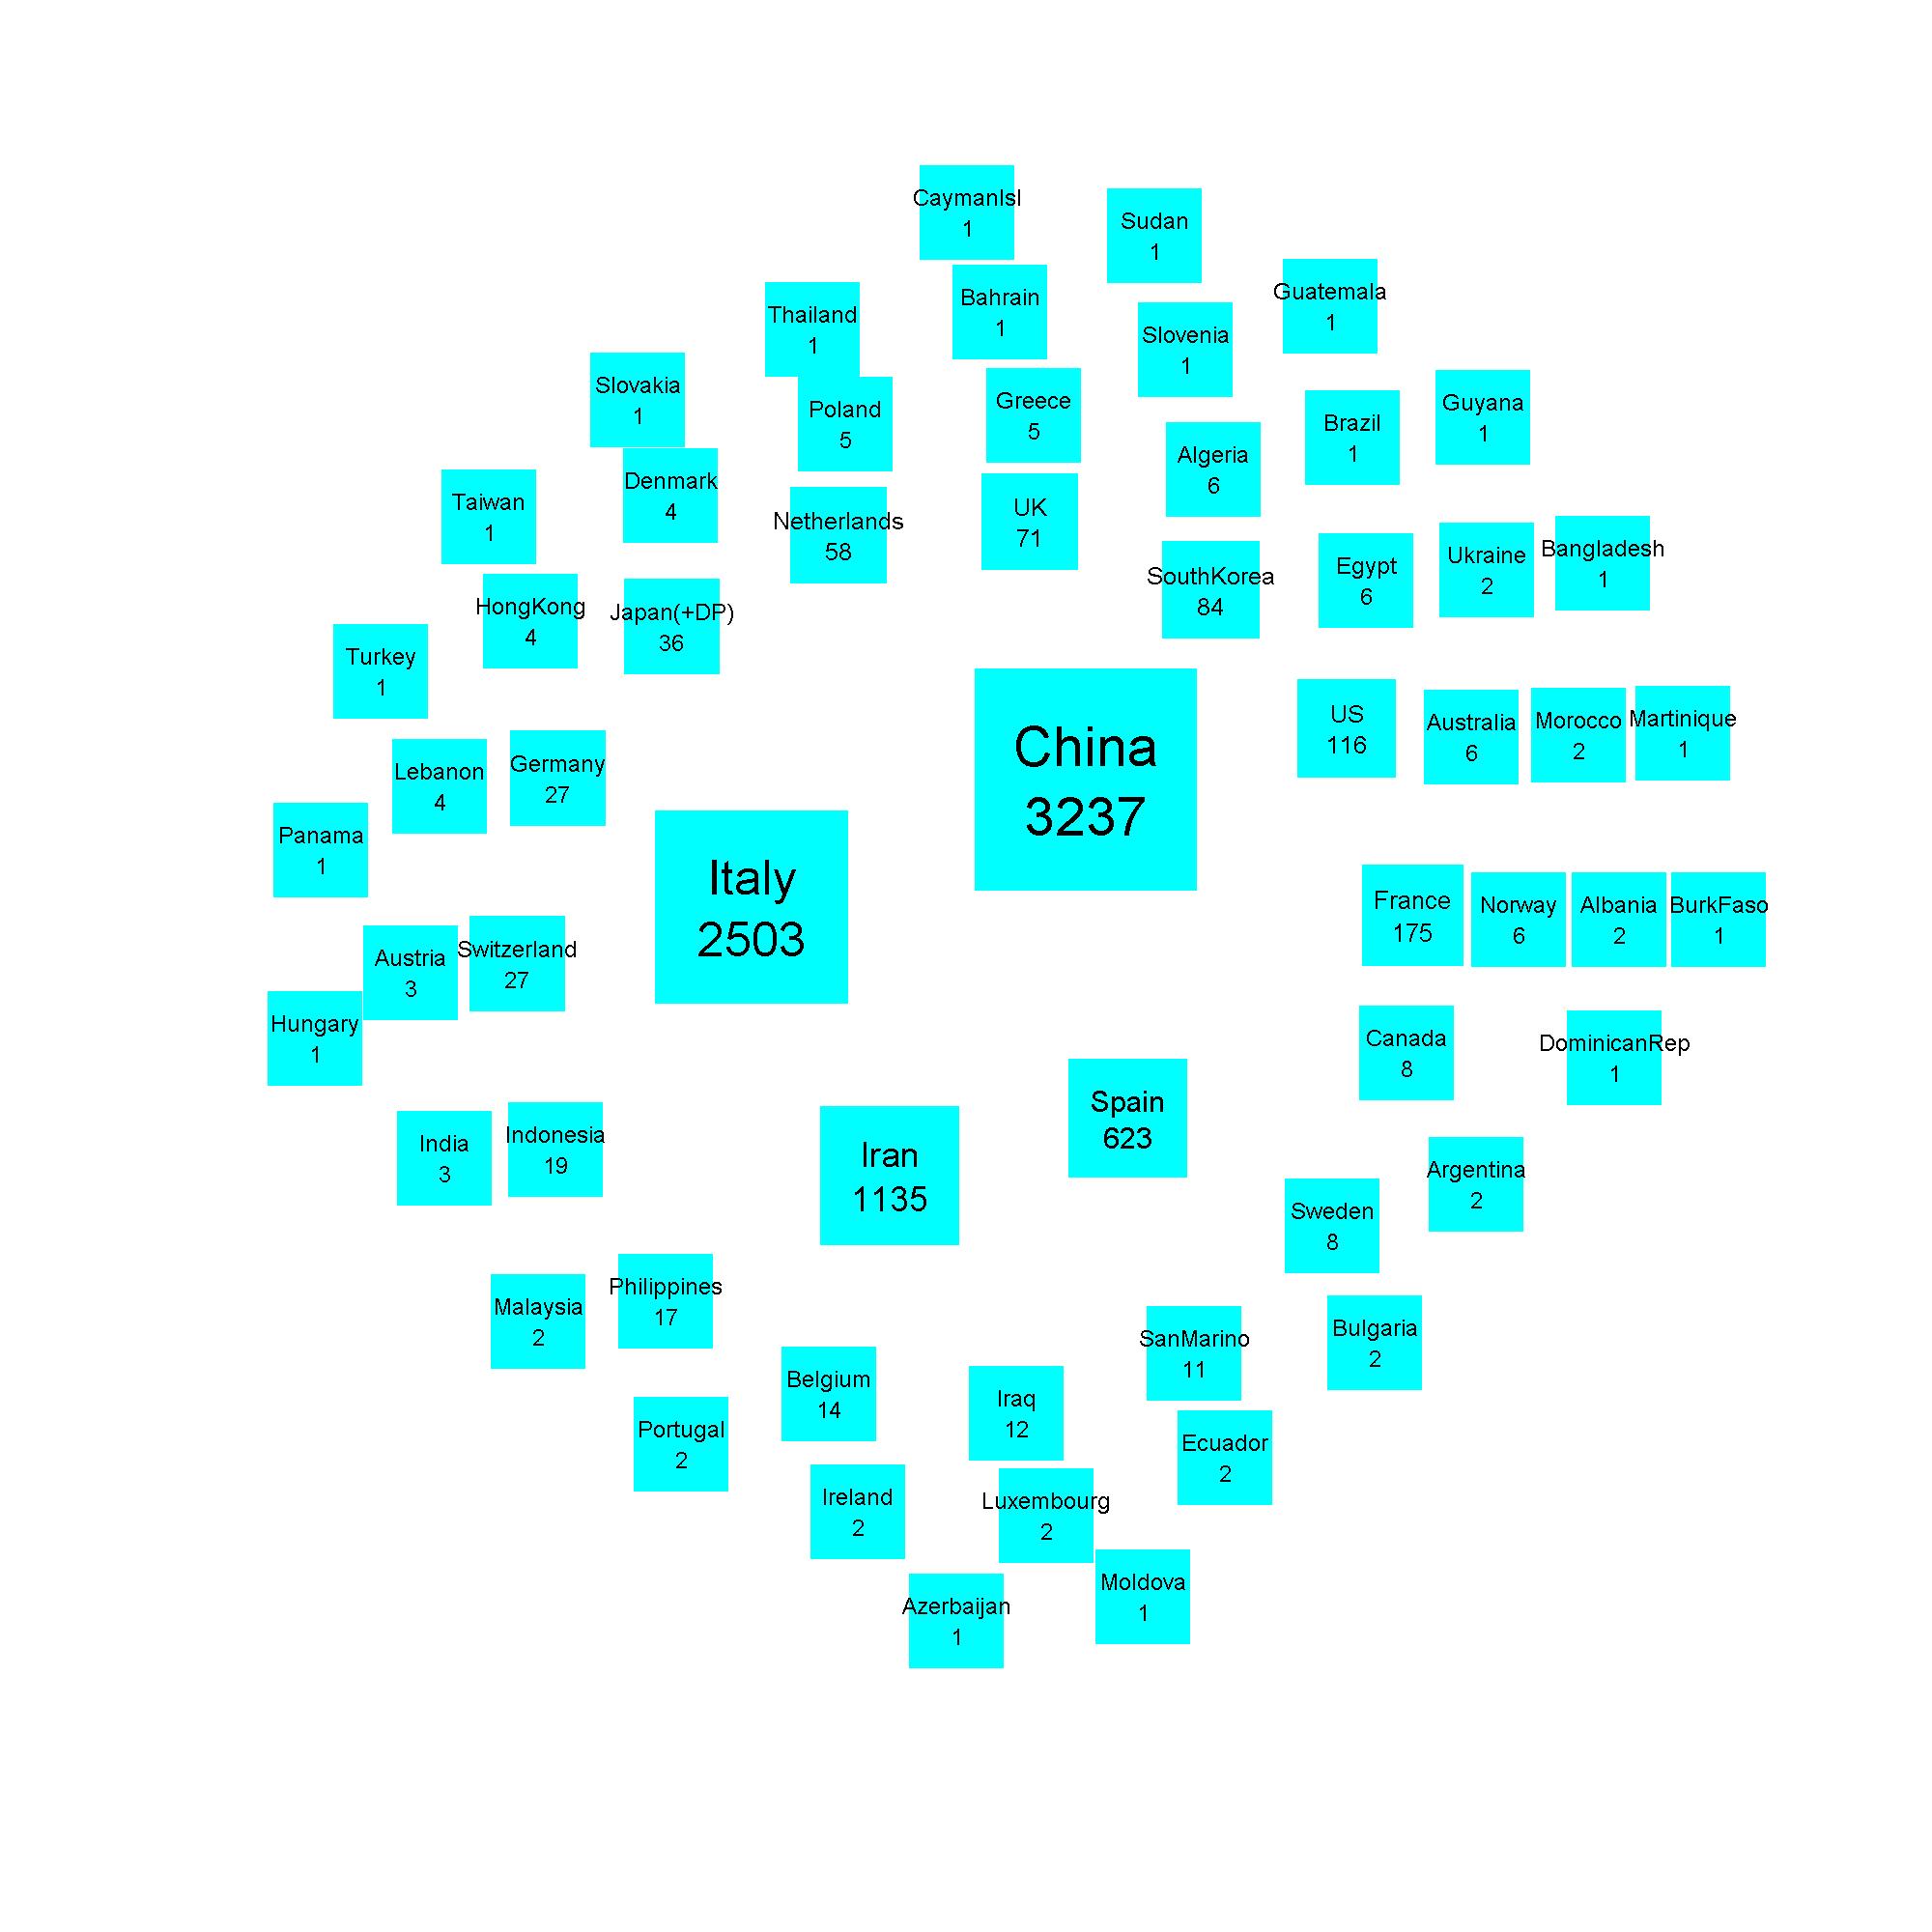 CaymanIsl
1
Sudan
1
Guatemala
1
Bahrain
1
Thailand
1
Slovenia
1
Slovakia
1
Greece
5
Poland
5
Guyana
1
Brazil
1
Algeria
6
Denmark
4
Taiwan
1
UK
71
Netherlands
58
Bangladesh
1
Ukraine
2
Egypt
6
SouthKorea
84
HongKong
4
Japan(+DP)
36
Turkey
1
China
3237
US
116
Australia
6
Morocco
2
Martinique
1
Lebanon
4
Germany
27
Panama
1
Italy
2503
France
175
Norway
6
Albania
2
BurkFaso
1
Austria
3
Switzerland
27
Hungary
1
Canada
8
DominicanRep
1
Spain
623
India
3
Indonesia
19
Iran
1135
Argentina
2
Sweden
8
Philippines
17
Malaysia
2
Bulgaria
2
SanMarino
11
Belgium
14
Iraq
12
Portugal
2
Ecuador
2
Ireland
2
Luxembourg
2
Moldova
1
Azerbaijan
1